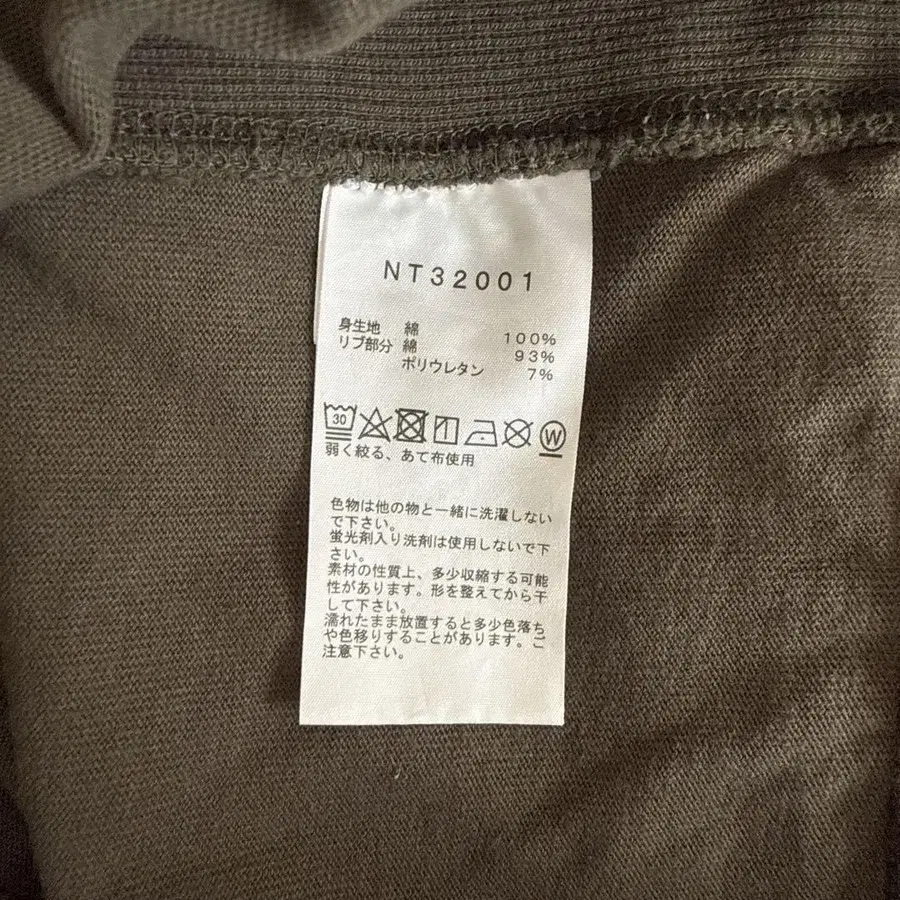 NT32001
身生地 綿 100%
リブ部分 綿 93%
ポリウレタン 7%
30 W
弱く絞る、あて布使用
色物は他の物と一緒に洗濯しない
で下さい。
蛍光剤入り洗剤は使用しないで下
さい。
素材の性質上、多少収縮する可能
性があります。形を整えてから干
して下さい。
濡れたまま放置すると多少色落ち
や色移りすることがあります。ご
注意下さい。